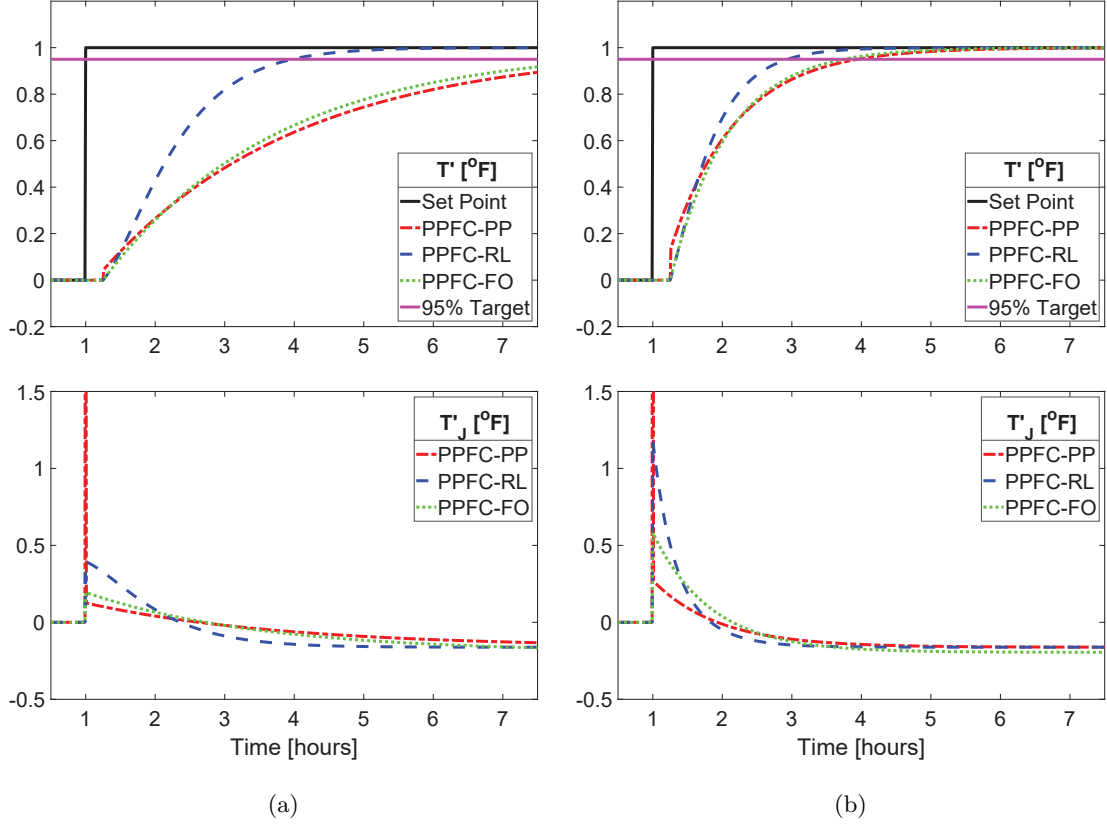 1
0.8
0.6
0.4
0.2
0
-0.2
1 2 3 4 5 6 7
T' [°F]
Set Point
PPFC-PP
PPFC-RL
PPFC-FO
95% Target
1
0.8
0.6
0.4
0.2
0
-0.2
1 2 3 4 5 6 7
T' [°F]
Set Point
PPFC-PP
PPFC-RL
PPFC-FO
95% Target
1.5
1
0.5
0
-0.5
1 2 3 4 5 6 7
T'J [°F]
PPFC-PP
PPFC-RL
PPFC-FO
Time [hours]
1.5
1
0.5
0
-0.5
1 2 3 4 5 6 7
T'J [°F]
PPFC-PP
PPFC-RL
PPFC-FO
Time [hours]
(a)
(b)